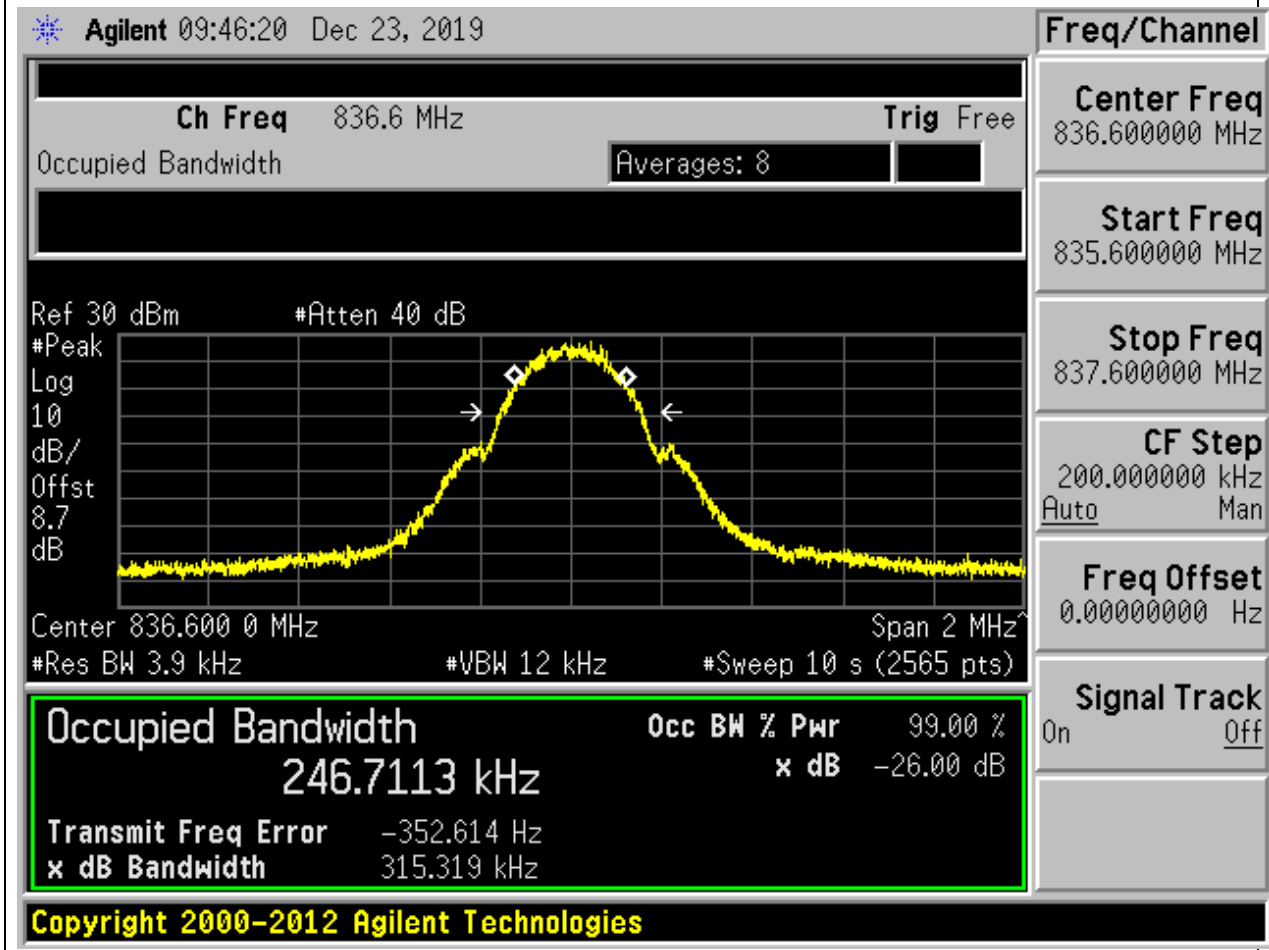 Agilent 09:46:20 Dec 23, 2019
Freq/Channel
Ch Freq 836.6 MHz Trig Free
Occupied Bandwidth Averages: 8
Ref 30 dBm #Atten 40 dB
#Peak
Log
10
dB/
Offst
8.7
dB
Center 836.600 0 MHz Span 2 MHz^
#Res BW 3.9 kHz #VBW 12 kHz #Sweep 10 s (2565 pts)
Occupied Bandwidth
246.7113 kHz
Occ BW % Pwr 99.00 %
x dB -26.00 dB
Transmit Freq Error -352.614 Hz
x dB Bandwidth 315.319 kHz
Center Freq
836.600000 MHz
Start Freq
835.600000 MHz
Stop Freq
837.600000 MHz
CF Step
200.000000 kHz
Auto Man
Freq Offset
0.00000000 Hz
Signal Track
On Off
Copyright 2000-2012 Agilent Technologies